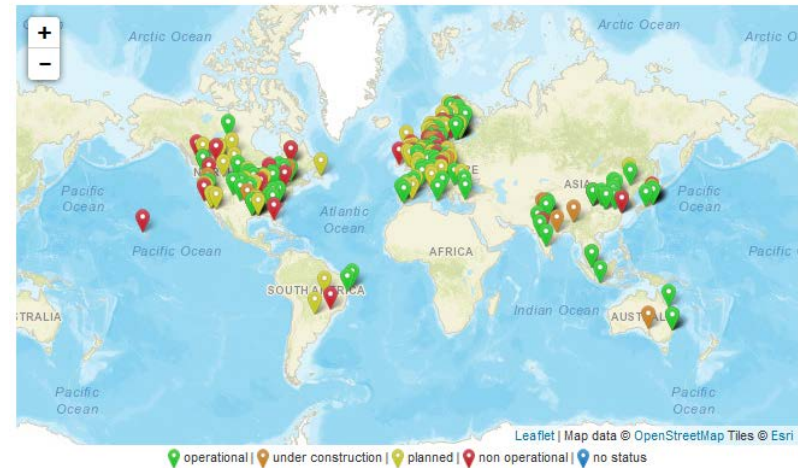 +
−
Arctic Ocean
Arctic Ocean
Arctic O
ASIA
Pacific
Ocean
Atlantic
Ocean
Pacific
Ocean
Pacific Ocean
AFRICA
Pacific O
SOUTH AMERICA
Indian Ocean
STRALIA
AUSTRAL
Pacific
Ocean
Pacific
Ocean
Leaflet | Map data © OpenStreetMap Tiles © Esri
operational | under construction | planned | non operational | no status